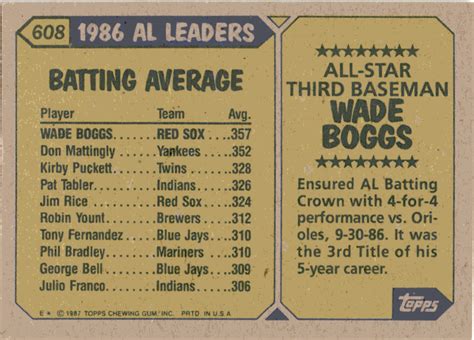 608 1986 AL LEADERS
BATTING AVERAGE
Player Team Avg.
WADE BOGGS......RED SOX..357
Don Mattingly......Yankees...352
Kirby Puckett......Twins......328
Pat Tabler..........Indians....326
Jim Rice............Red Sox...324
Robin Yount.......Brewers...312
Tony Fernandez...Blue Jays..310
Phil Bradley........Mariners..310
George Bell........Blue Jays..309
Julio Franco........Indians....306
E * © 1987 TOPPS CHEWING GUM, INC. PRTD IN U.S.A
ALL-STAR
THIRD BASEMAN
WADE
BOGGS
Ensured AL Batting
Crown with 4-for-4
performance vs. Ori-
oles, 9-30-86. It was
the 3rd Title of his
5-year career.
Topps